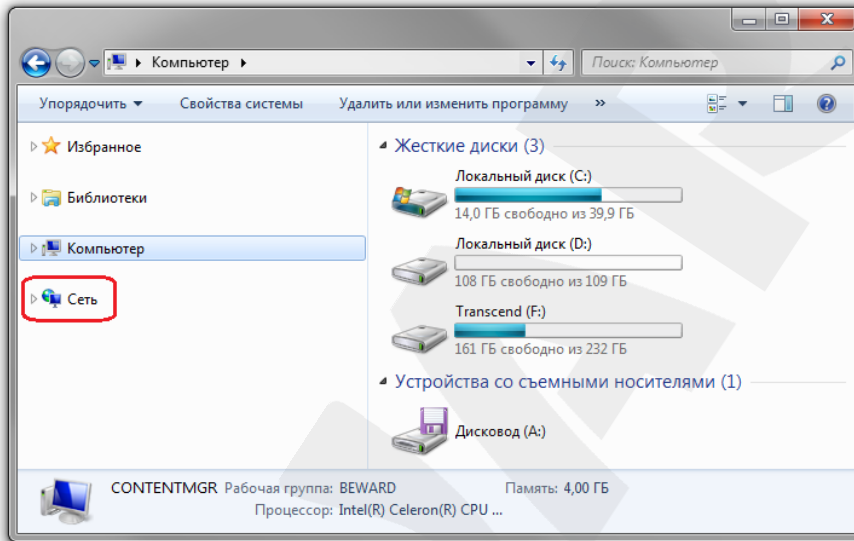 Компьютер
Поиск: Компьютер
Упорядочить
Свойства системы
Удалить или изменить программу
»
Избранное
Библиотеки
Компьютер
Сеть
Жесткие диски (3)
Локальный диск (C:)
14,0 ГБ свободно из 39,9 ГБ
Локальный диск (D:)
108 ГБ свободно из 109 ГБ
Transcend (F:)
161 ГБ свободно из 232 ГБ
Устройства со съемными носителями (1)
Дисковод (A:)
CONTENTMGR Рабочая группа: BEWARD Память: 4,00 ГБ
Процессор: Intel(R) Celeron(R) CPU ...